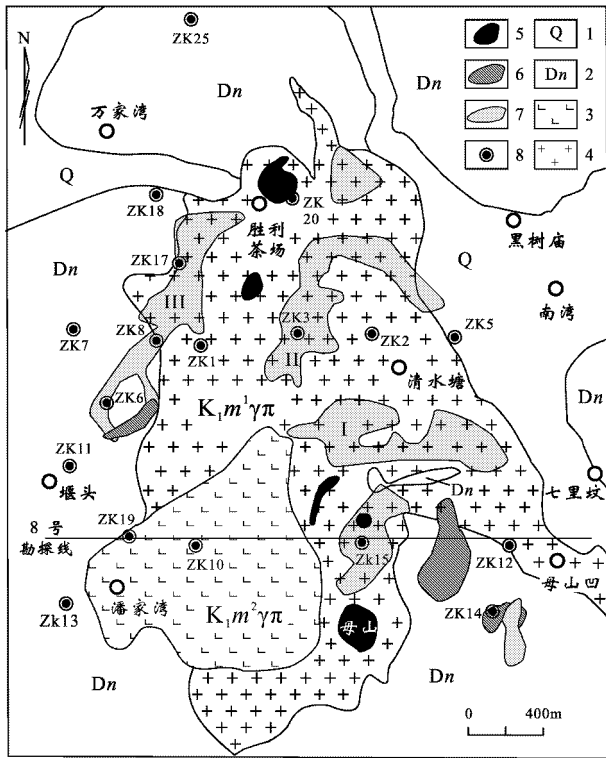 N
ZK25
Dn
Dn
5 Q 1
6 Dn 2
7 3
8 4
万家湾
Q
ZK18
ZK
20
胜利
茶场
黑树庙
Q
Dn
ZK17
III
南湾
ZK7
ZK8
ZK1
ZK3
II
ZK2
ZK5
清水塘
Dn
ZK6
K₁m¹γπ
I
ZK11
堰头
Dn
七里坟
8号
勘探线
ZK19
ZK10
Zk15
ZK12
母山凹
潘家湾
Zk13
K₁m²γπ
母山
ZK14
Dn
Dn
0 400m